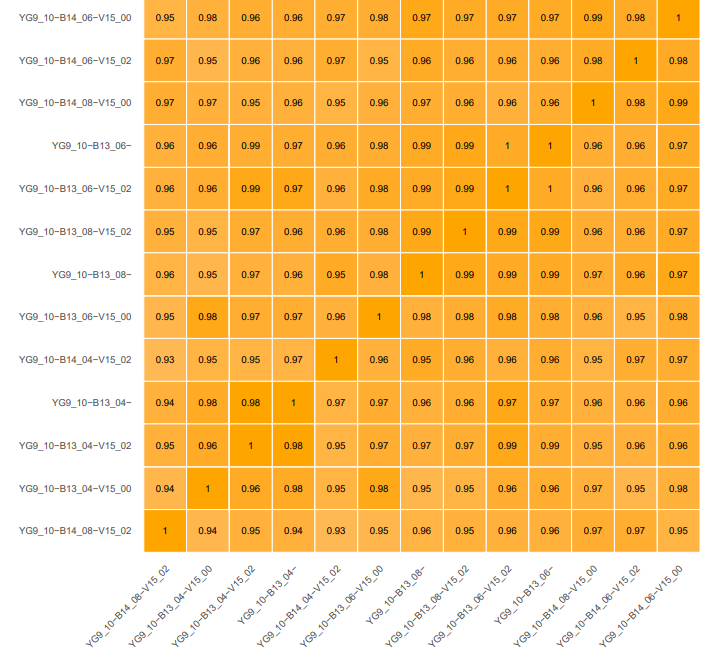 YG9_10−B14_06−V15_00 0.95 0.98 0.96 0.96 0.97 0.98 0.97 0.97 0.97 0.97 0.99 0.98 1
YG9_10−B14_06−V15_02 0.97 0.95 0.96 0.96 0.97 0.95 0.96 0.96 0.96 0.96 0.98 1 0.98
YG9_10−B14_08−V15_00 0.97 0.97 0.95 0.96 0.95 0.96 0.97 0.96 0.96 0.96 1 0.98 0.99
YG9_10−B13_06− 0.96 0.96 0.99 0.97 0.96 0.98 0.99 0.99 1 1 0.96 0.96 0.97
YG9_10−B13_06−V15_02 0.96 0.96 0.99 0.97 0.96 0.98 0.99 0.99 1 1 0.96 0.96 0.97
YG9_10−B13_08−V15_02 0.95 0.95 0.97 0.96 0.96 0.98 0.99 1 0.99 0.99 0.96 0.96 0.97
YG9_10−B13_08− 0.96 0.95 0.97 0.96 0.95 0.98 1 0.99 0.99 0.99 0.97 0.96 0.97
YG9_10−B13_06−V15_00 0.95 0.98 0.97 0.97 0.96 1 0.98 0.98 0.98 0.98 0.96 0.95 0.98
YG9_10−B14_04−V15_02 0.93 0.95 0.95 0.97 1 0.96 0.95 0.96 0.96 0.96 0.95 0.97 0.97
YG9_10−B13_04− 0.94 0.98 0.98 1 0.97 0.97 0.96 0.96 0.97 0.97 0.96 0.96 0.96
YG9_10−B13_04−V15_02 0.95 0.96 1 0.98 0.95 0.97 0.97 0.97 0.99 0.99 0.95 0.96 0.96
YG9_10−B13_04−V15_00 0.94 1 0.96 0.98 0.95 0.98 0.95 0.95 0.96 0.96 0.97 0.95 0.98
YG9_10−B14_08−V15_02 1 0.94 0.95 0.94 0.93 0.95 0.96 0.95 0.96 0.96 0.97 0.97 0.95
YG9_10−B14_08−V15_02
YG9_10−B13_04−V15_00
YG9_10−B13_04−V15_02
YG9_10−B13_04−
YG9_10−B14_04−V15_02
YG9_10−B13_06−V15_00
YG9_10−B13_08−
YG9_10−B13_08−V15_02
YG9_10−B13_06−V15_02
YG9_10−B13_06−
YG9_10−B14_08−V15_00
YG9_10−B14_06−V15_02
YG9_10−B14_06−V15_00